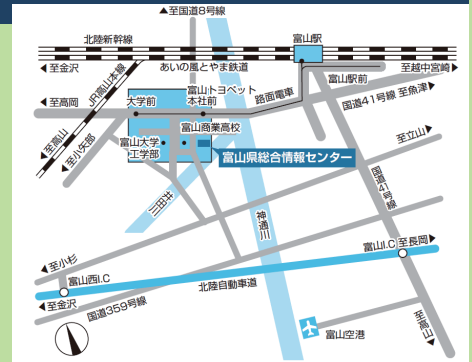 ▲至国道8号線
北陸新幹線
富山駅
◀至金沢
あいの風とやま鉄道
至越中宮崎▶
JR高山本線
富山駅前
富山トヨペット
本社前
大学前
路面電車
国道41号線 至魚津▶
◀至高岡
富山商業高校
◀至高山
◀至小矢部
富山大学
工学部
富山県総合情報センター
至立山▶
国道41号線
井田川
神通川
◀至小杉
富山I.C 至長岡▶
富山西I.C
北陸自動車道
◀至金沢
国道359号線
至高山▶
富山空港